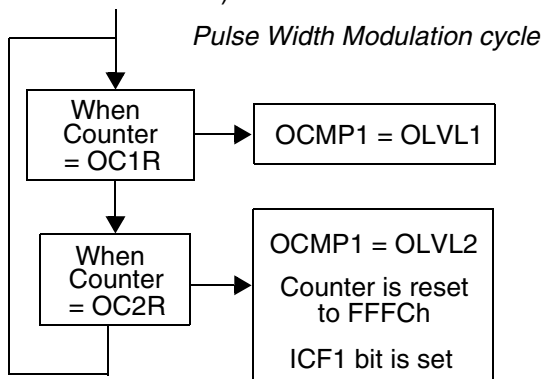 Pulse Width Modulation cycle
When
Counter
= OC1R
OCMP1 = OLVL1
When
Counter
= OC2R
OCMP1 = OLVL2
Counter is reset
to FFFCh
ICF1 bit is set